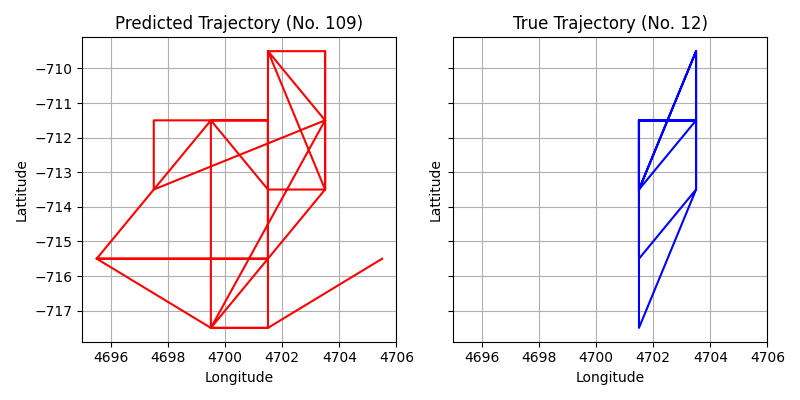 Predicted Trajectory (No. 109)
True Trajectory (No. 12)
−710
−711
−712
−713
−714
−715
−716
−717
Lattitude
Lattitude
4696 4698 4700 4702 4704 4706
4696 4698 4700 4702 4704 4706
Longitude
Longitude